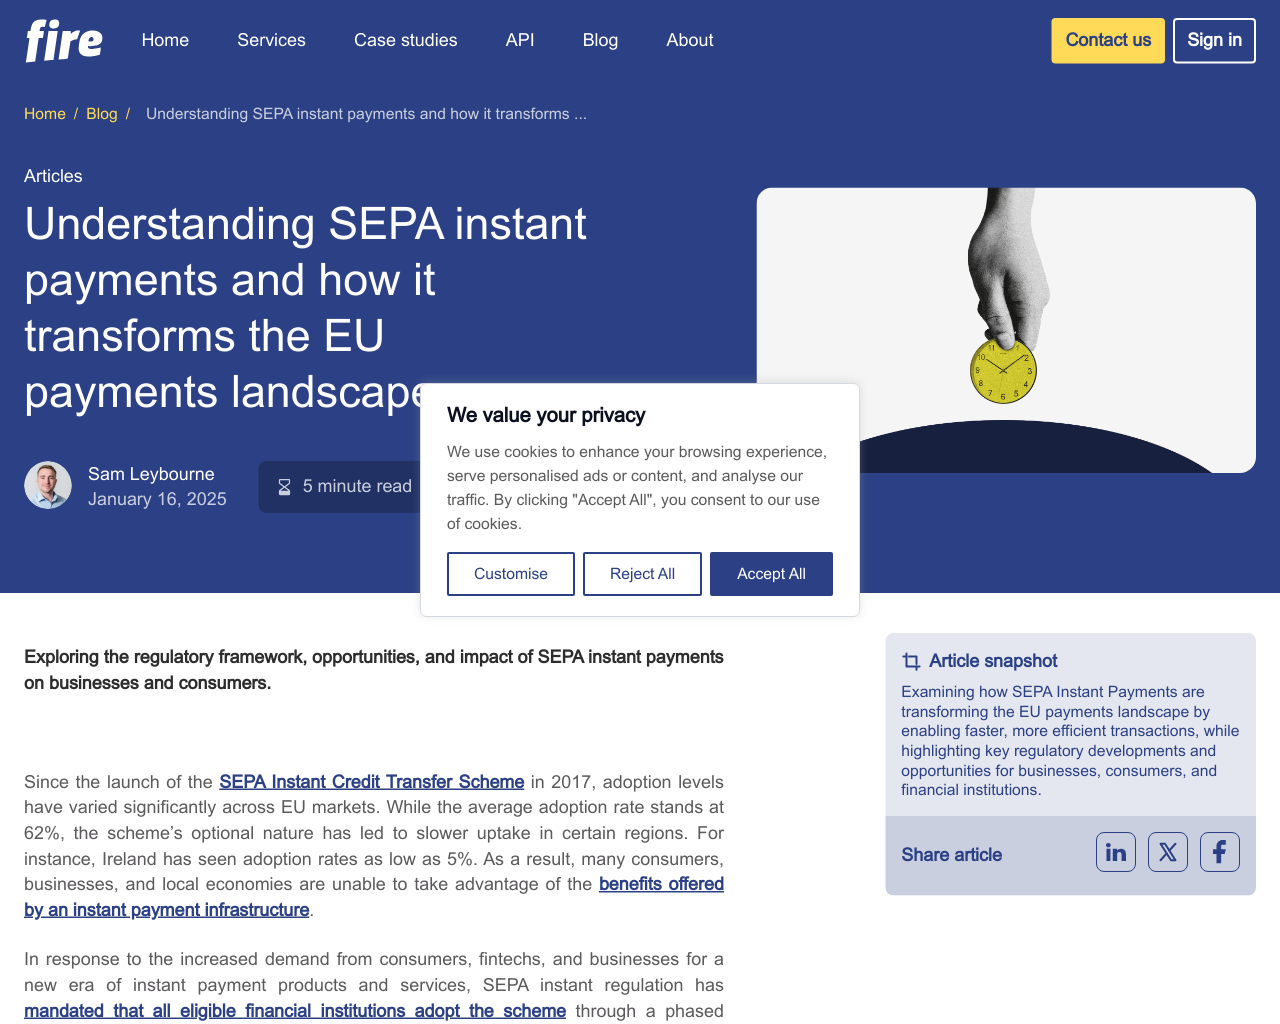 fire
Home
Services
Case studies
API
Blog
About
Contact us
Sign in
Home / Blog / Understanding SEPA instant payments and how it transforms ...
Articles
Understanding SEPA instant
payments and how it
transforms the EU
payments landscape
Sam Leybourne
January 16, 2025
5 minute read
11
1
10
2
9
3
8
4
7
6
5
We value your privacy
We use cookies to enhance your browsing experience,
serve personalised ads or content, and analyse our
traffic. By clicking "Accept All", you consent to our use
of cookies.
Customise
Reject All
Accept All
Exploring the regulatory framework, opportunities, and impact of SEPA instant payments
on businesses and consumers.
Since the launch of the SEPA Instant Credit Transfer Scheme in 2017, adoption levels
have varied significantly across EU markets. While the average adoption rate stands at
62%, the scheme’s optional nature has led to slower uptake in certain regions. For
instance, Ireland has seen adoption rates as low as 5%. As a result, many consumers,
businesses, and local economies are unable to take advantage of the benefits offered
by an instant payment infrastructure.
In response to the increased demand from consumers, fintechs, and businesses for a
new era of instant payment products and services, SEPA instant regulation has
mandated that all eligible financial institutions adopt the scheme through a phased
Article snapshot
Examining how SEPA Instant Payments are
transforming the EU payments landscape by
enabling faster, more efficient transactions, while
highlighting key regulatory developments and
opportunities for businesses, consumers, and
financial institutions.
Share article